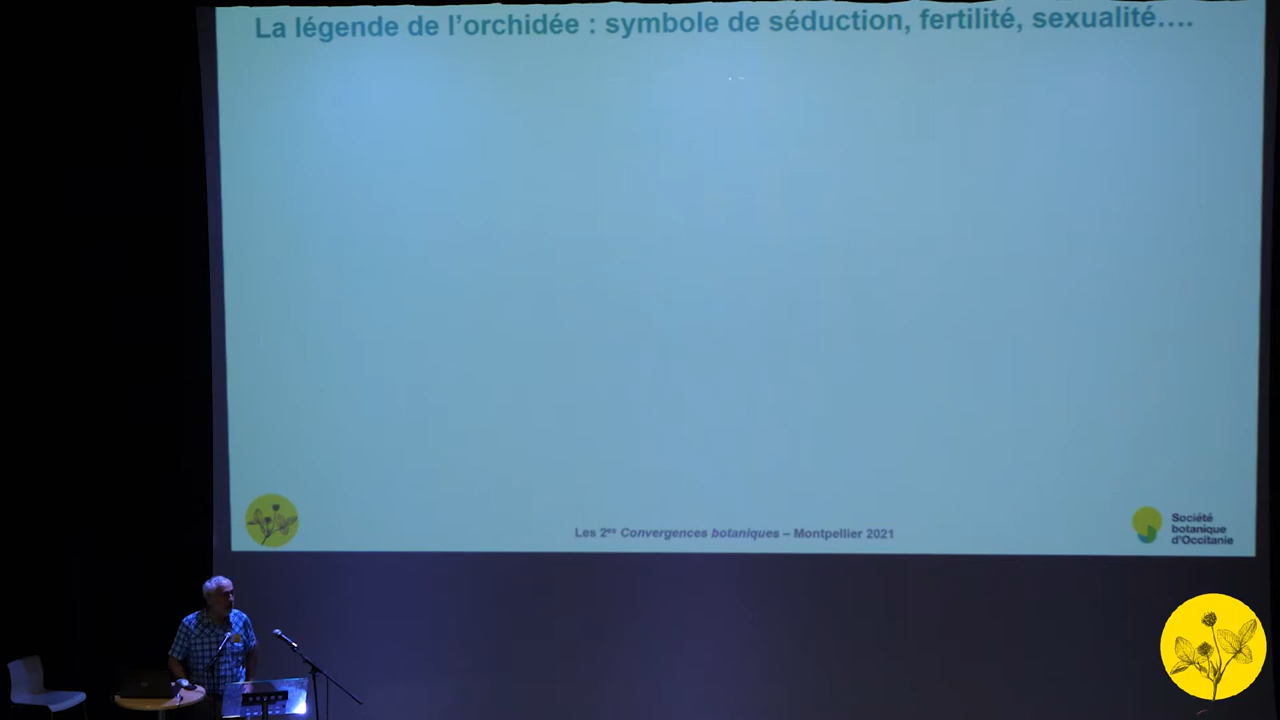 La légende de l’orchidée : symbole de séduction, fertilité, sexualité….
Les 2es Convergences botaniques – Montpellier 2021
Société
botanique
d'Occitanie